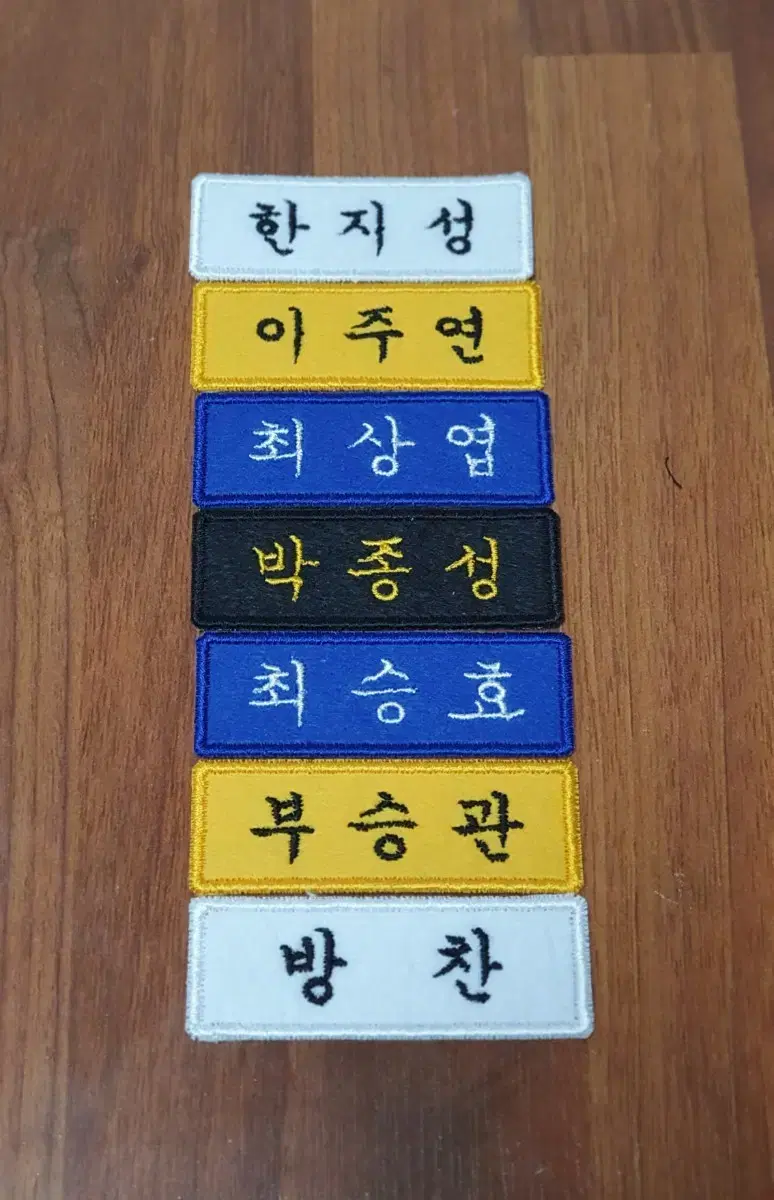 한지성
이주연
최상엽
박종성
최승효
부승관
방찬